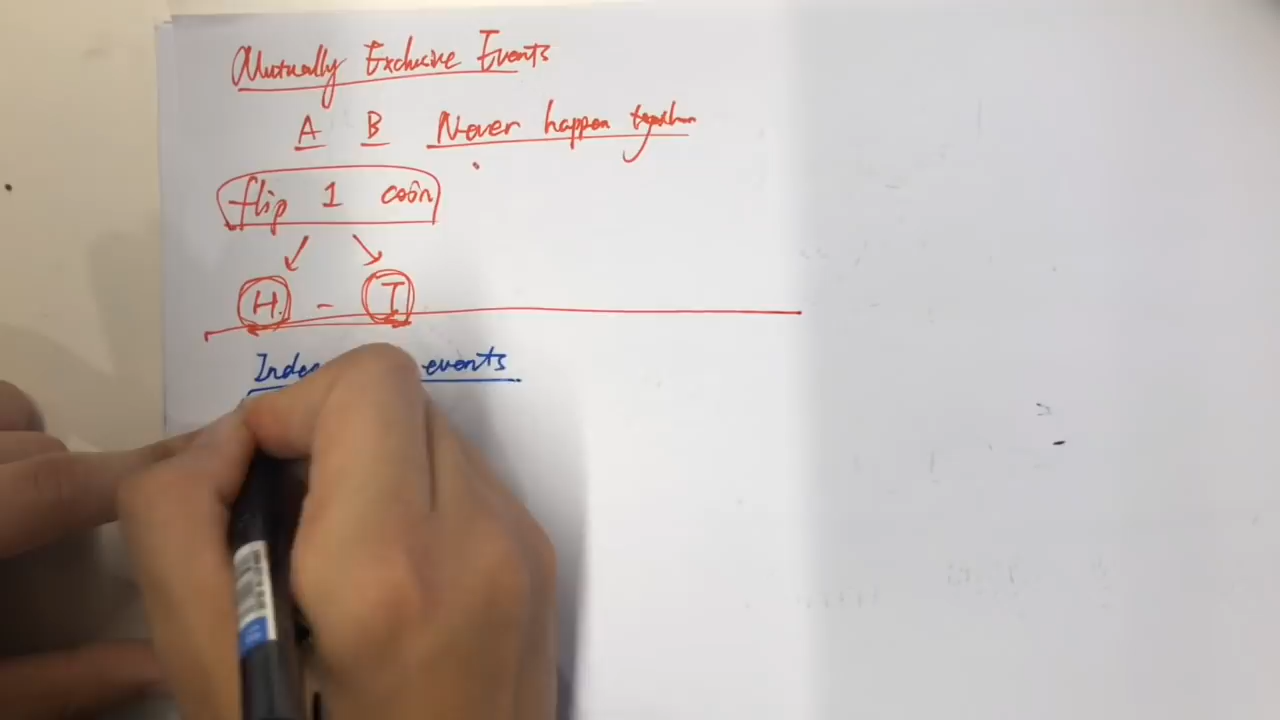 Mutually Exclusive Events
A B Never happen together
flip 1 coin
H - T
events